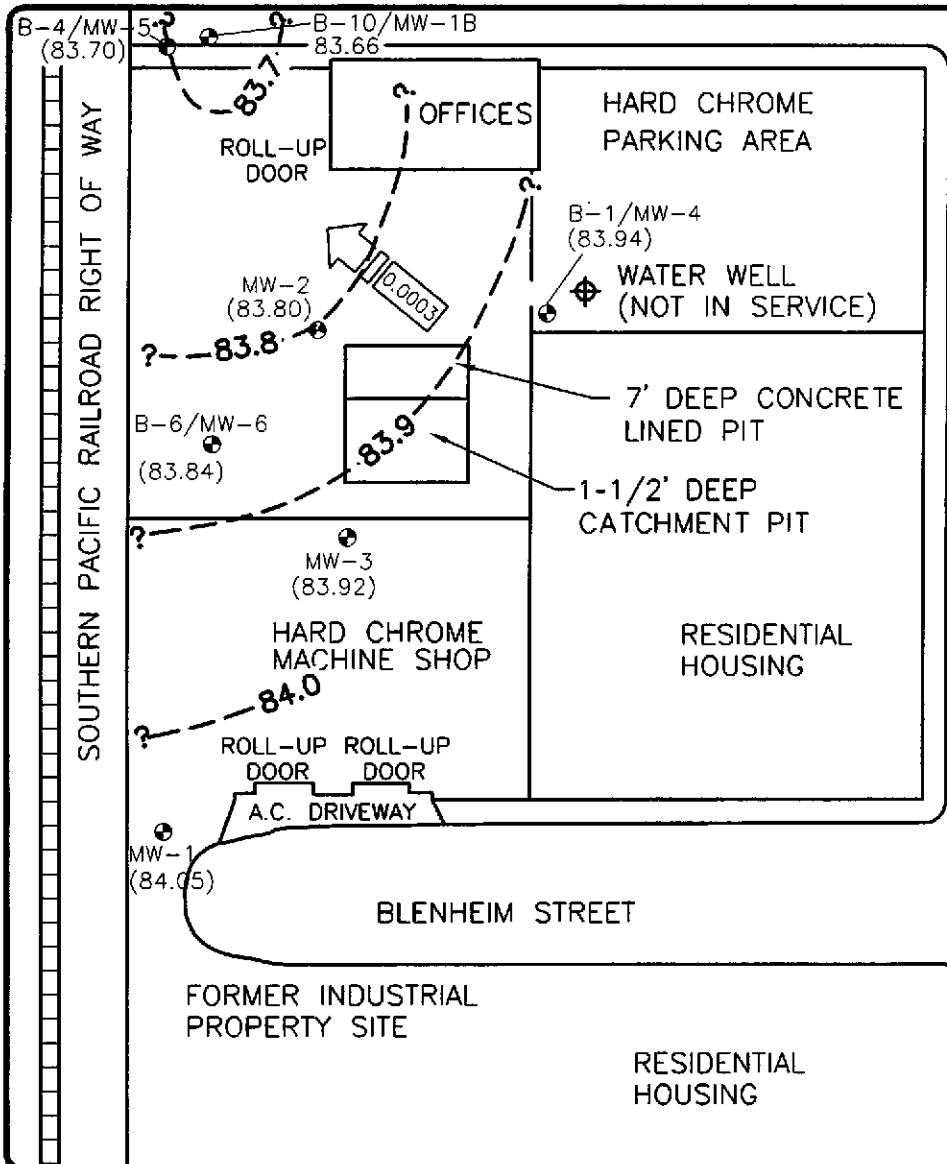 B-4/MW-5
(83.70)
?
?
B-10/MW-1B
83.66
83.7
?
OFFICES
HARD CHROME
PARKING AREA
ROLL-UP
DOOR
?
B-1/MW-4
(83.94)
WATER WELL
(NOT IN SERVICE)
0.0003
MW-2
(83.80)
?
83.8
7' DEEP CONCRETE
LINED PIT
B-6/MW-6
(83.84)
83.9
1-1/2' DEEP
CATCHMENT PIT
?
MW-3
(83.92)
SOUTHERN PACIFIC RAILROAD RIGHT OF WAY
HARD CHROME
MACHINE SHOP
RESIDENTIAL
HOUSING
84.0
?
ROLL-UP
DOOR
ROLL-UP
DOOR
A.C. DRIVEWAY
MW-1
(84.05)
BLENHEIM STREET
FORMER INDUSTRIAL
PROPERTY SITE
RESIDENTIAL
HOUSING